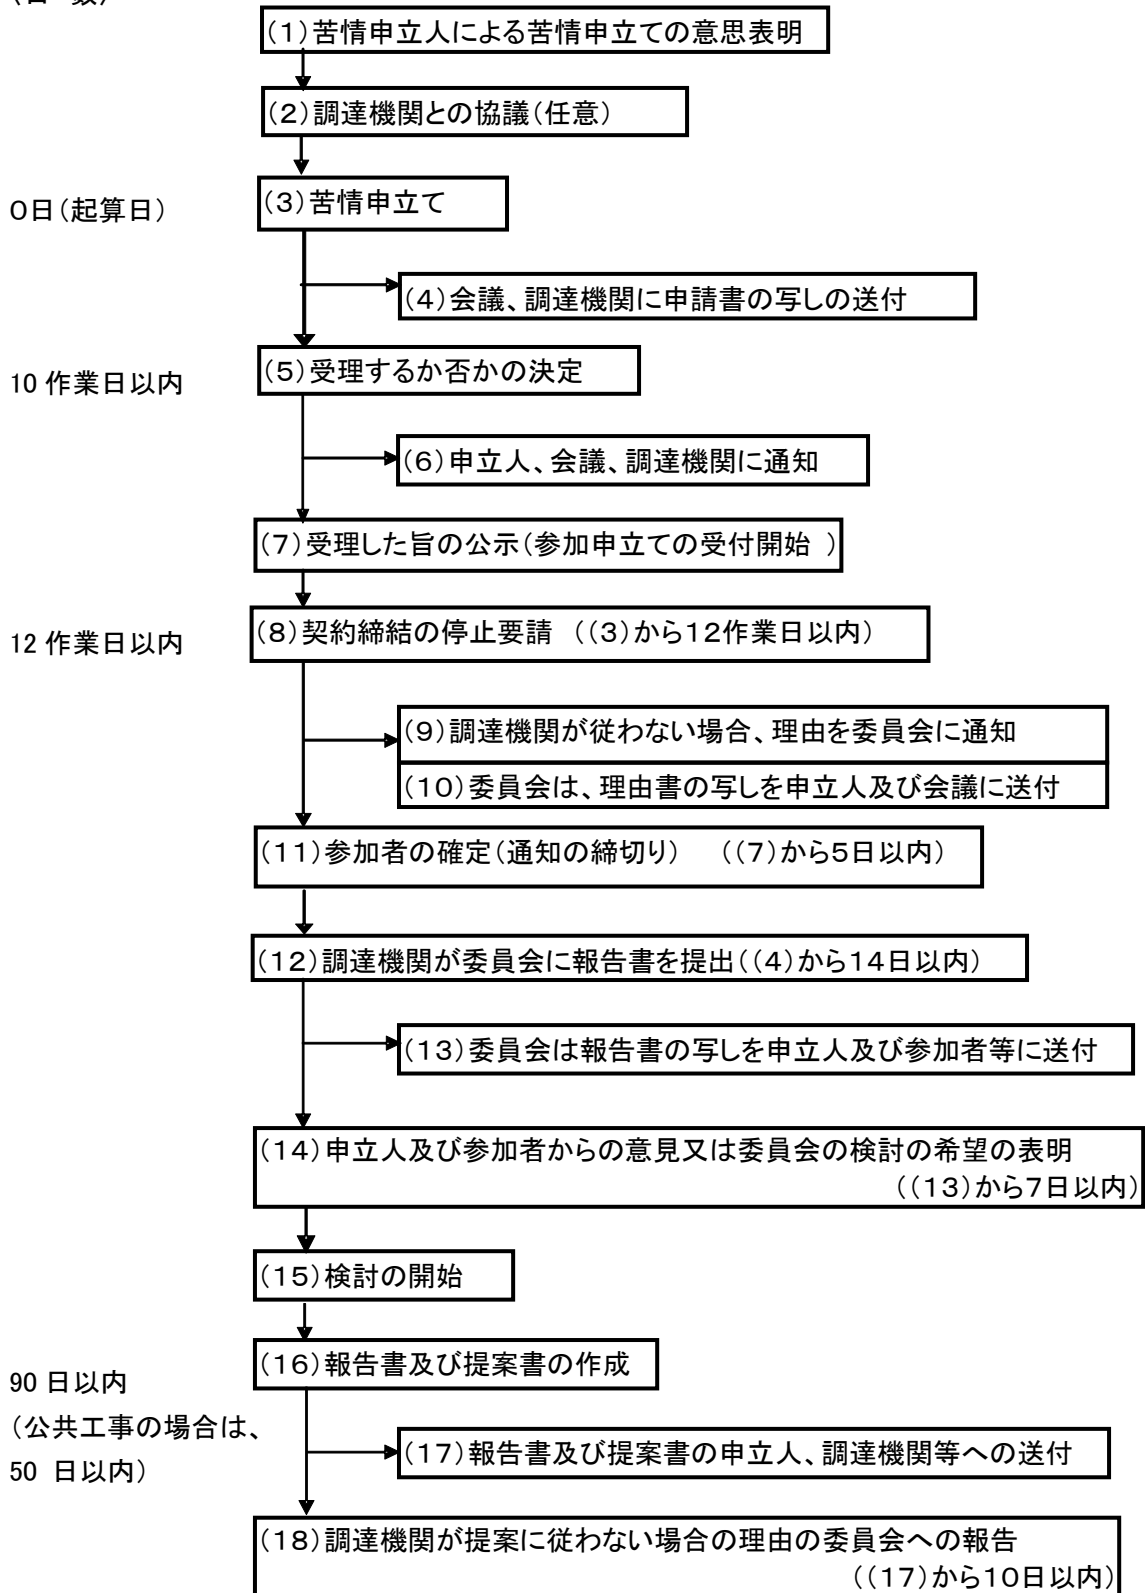 (日 数)
(1)苦情申立人による苦情申立ての意思表明
(2)調達機関との協議(任意)
0日(起算日)
(3)苦情申立て
(4)会議、調達機関に申請書の写しの送付
10 作業日以内
(5)受理するか否かの決定
(6)申立人、会議、調達機関に通知
(7)受理した旨の公示(参加申立ての受付開始 )
12 作業日以内
(8)契約締結の停止要請 ((3)から12作業日以内)
(9)調達機関が従わない場合、理由を委員会に通知
(10)委員会は、理由書の写しを申立人及び会議に送付
(11)参加者の確定(通知の締切り) ((7)から5日以内)
(12)調達機関が委員会に報告書を提出((4)から14日以内)
(13)委員会は報告書の写しを申立人及び参加者等に送付
(14)申立人及び参加者からの意見又は委員会の検討の希望の表明
((13)から7日以内)
(15)検討の開始
(16)報告書及び提案書の作成
90 日以内
(公共工事の場合は、
50 日以内)
(17)報告書及び提案書の申立人、調達機関等への送付
(18)調達機関が提案に従わない場合の理由の委員会への報告
((17)から10日以内)